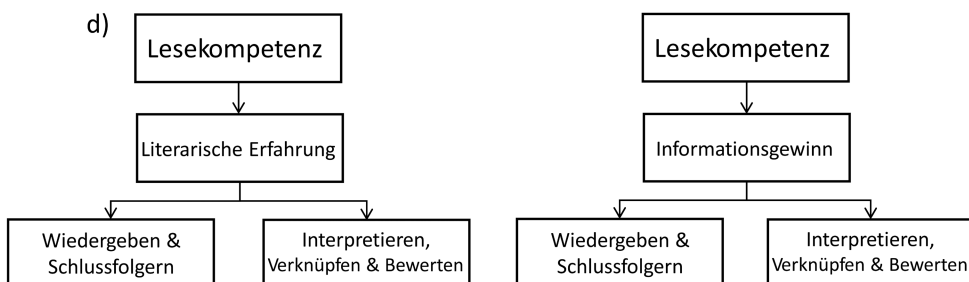 d)
Lesekompetenz
Literarische Erfahrung
Wiedergeben &
Schlussfolgern
Interpretieren,
Verknüpfen & Bewerten
Lesekompetenz
Informationsgewinn
Wiedergeben &
Schlussfolgern
Interpretieren,
Verknüpfen & Bewerten